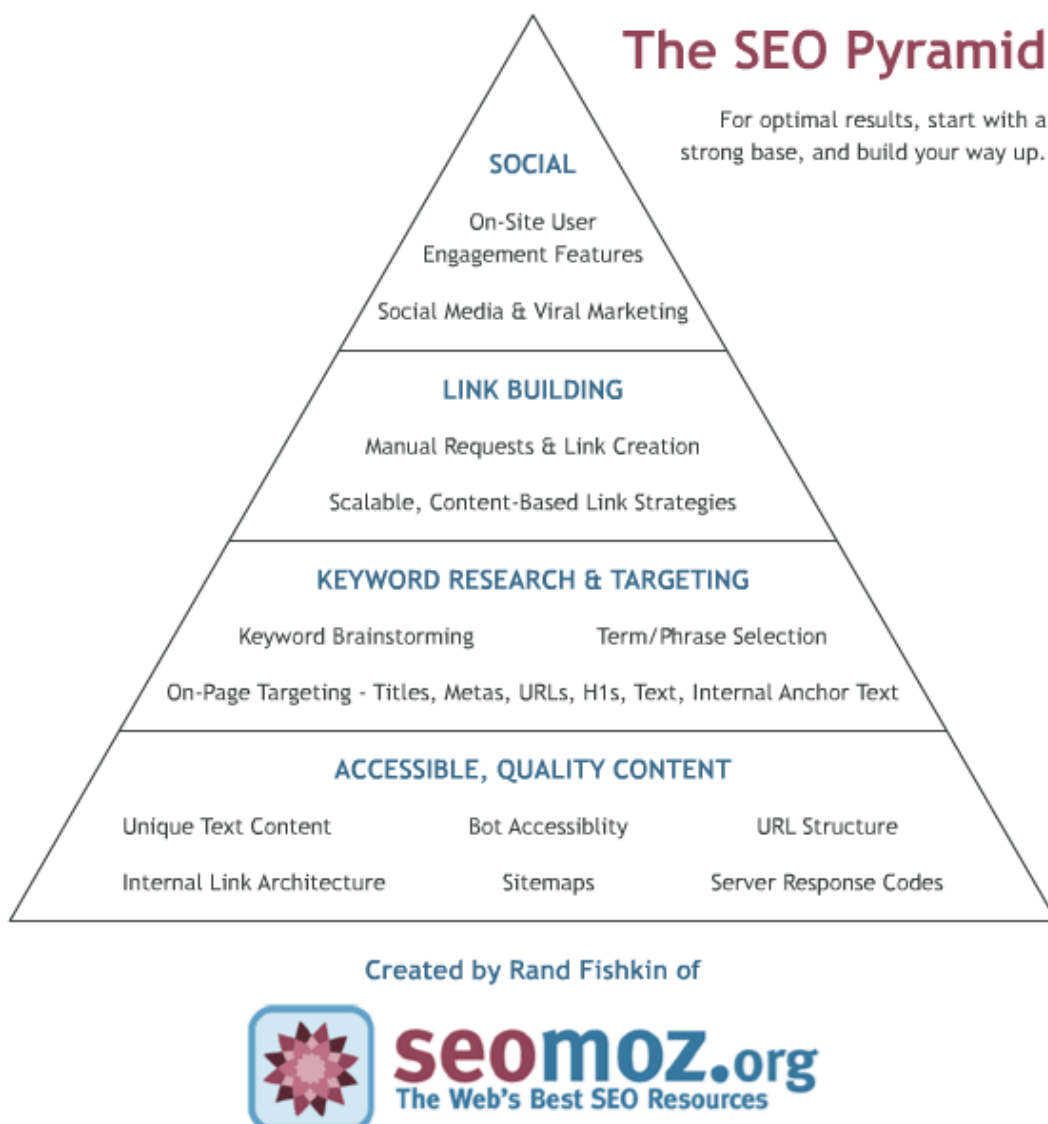 The SEO Pyramid
For optimal results, start with a
strong base, and build your way up.
SOCIAL
On-Site User
Engagement Features
Social Media & Viral Marketing
LINK BUILDING
Manual Requests & Link Creation
Scalable, Content-Based Link Strategies
KEYWORD RESEARCH & TARGETING
Keyword Brainstorming Term/Phrase Selection
On-Page Targeting - Titles, Metas, URLs, H1s, Text, Internal Anchor Text
ACCESSIBLE, QUALITY CONTENT
Unique Text Content Bot Accessiblity URL Structure
Internal Link Architecture Sitemaps Server Response Codes
Created by Rand Fishkin of
seomoz.org
The Web's Best SEO Resources